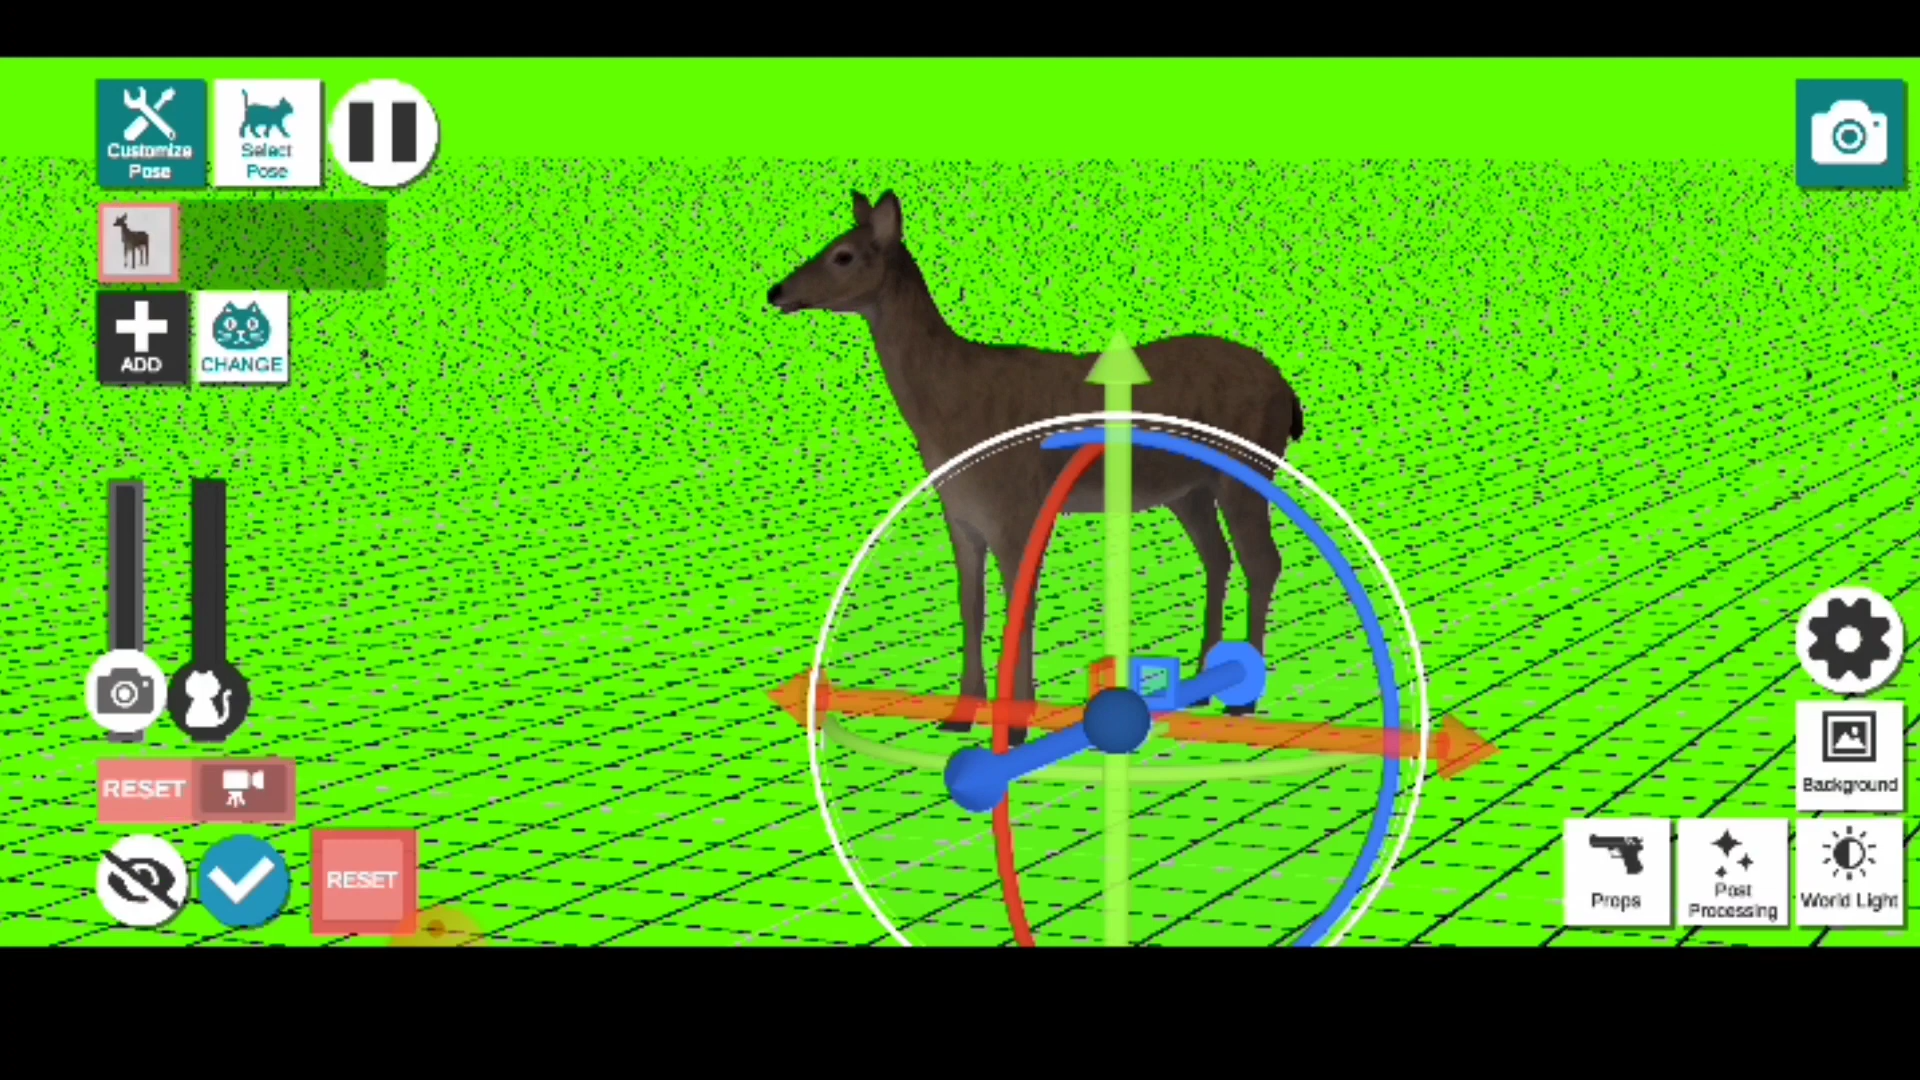 Customize
Pose
Select
Pose
ADD
CHANGE
RESET
RESET
Background
Props
Post
Processing
World Light